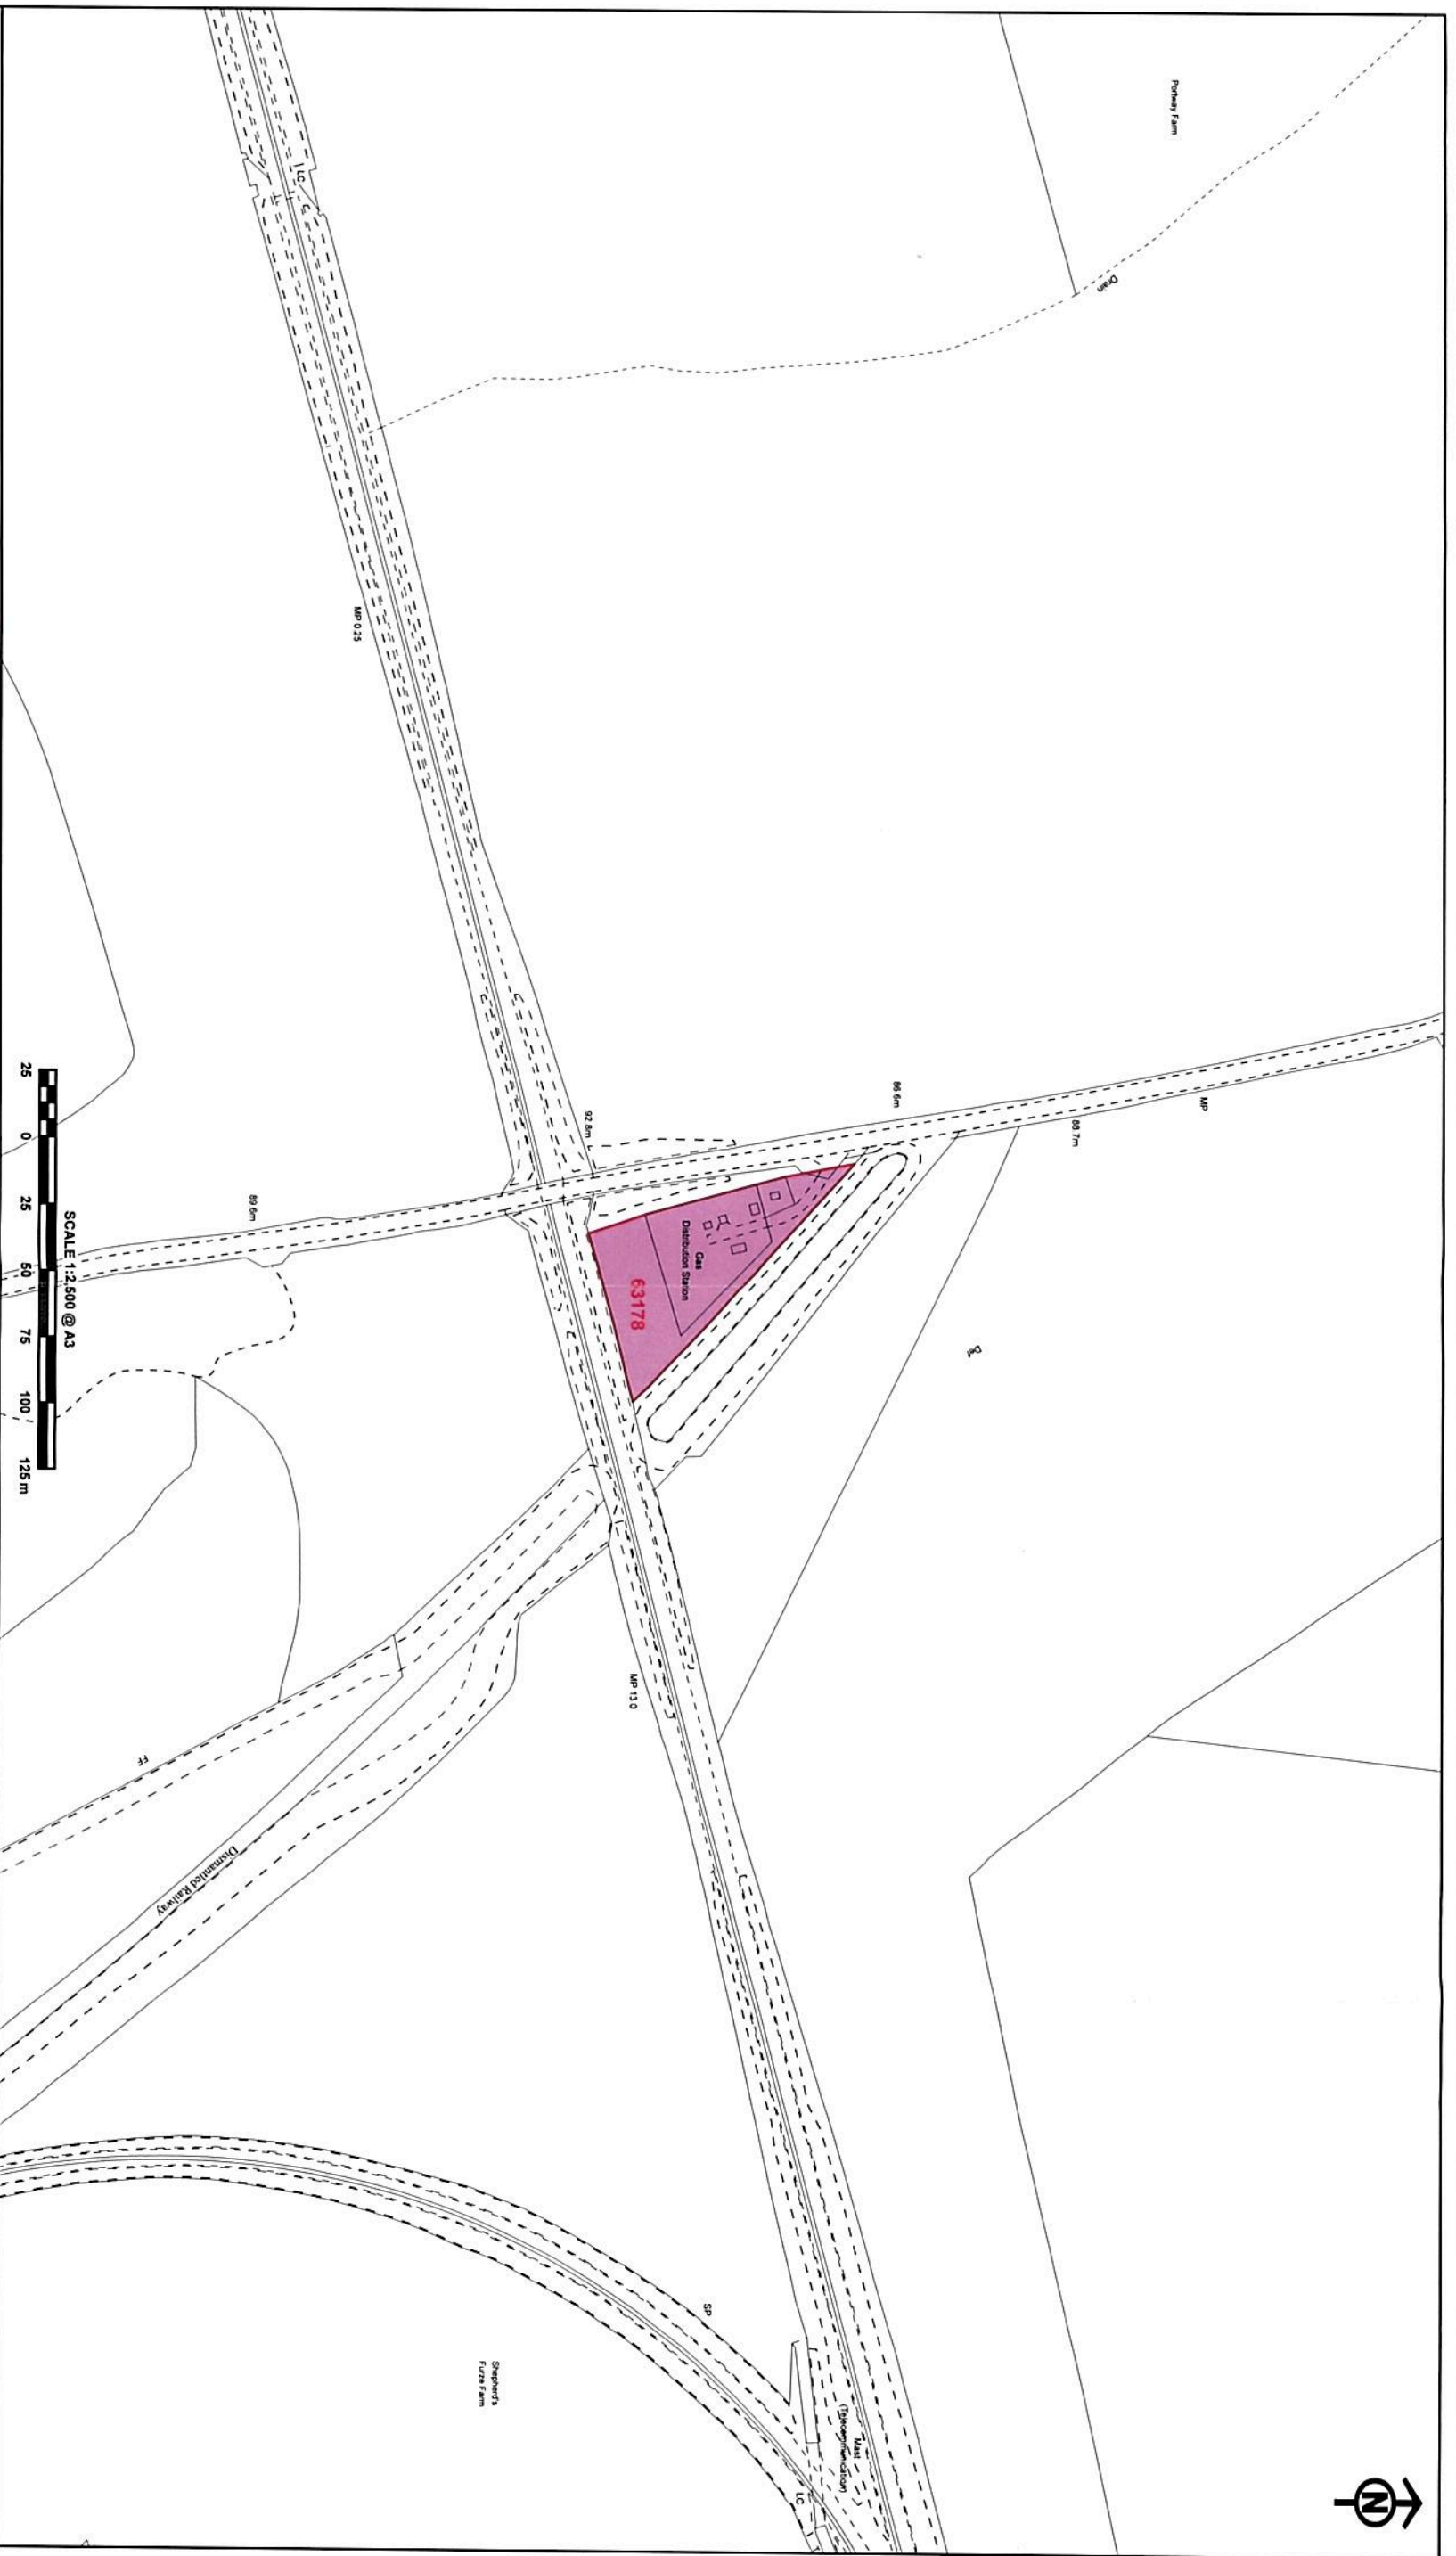 Portway Farm
Drain
LC
MP 0.25
MP
88.7m
86.6m
92.8m
89.6m
Gas
Distribution Station
63178
MP 13.0
FF
Dismantled Railway
SP
Shepherd's
Furze Farm
Mast
(Telecommunication)
LC
SCALE 1:2,500 @ A3
25 0 25 50 75 100 125 m
N